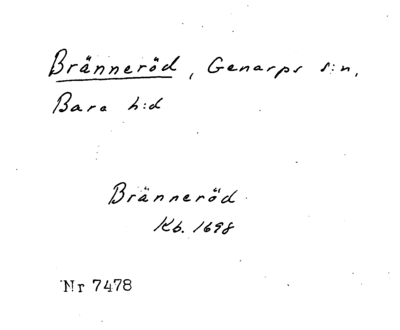 Bränneröd, Genarps s:n,
Bara h:d
Bränneröd
Kb. 1698
Nr 7478